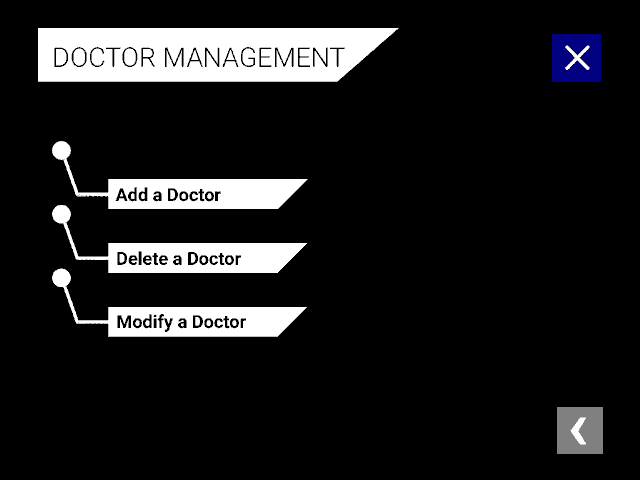 DOCTOR MANAGEMENT
Add a Doctor
Delete a Doctor
Modify a Doctor